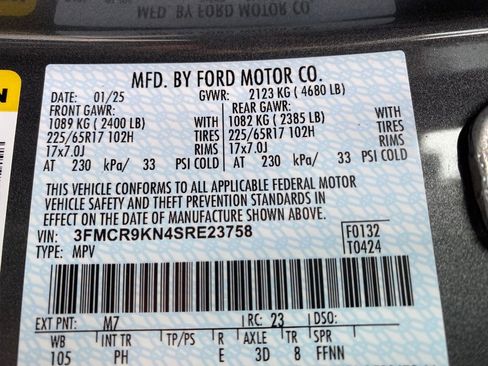 MFD. BY FORD MOTOR CO.
MFD. BY FORD MOTOR CO.
DATE: 01/25 GVWR: 2123 KG ( 4680 LB)
FRONT GAWR: REAR GAWR:
1089 KG ( 2400 LB) WITH 1082 KG ( 2385 LB) WITH
225/65R17 102H TIRES 225/65R17 102H TIRES
17x7.0J RIMS 17x7.0J RIMS
AT 230 kPa/ 33 PSI COLD AT 230 kPa/ 33 PSI COLD
THIS VEHICLE CONFORMS TO ALL APPLICABLE FEDERAL MOTOR
VEHICLE SAFETY AND THEFT PREVENTION STANDARDS IN
EFFECT ON THE DATE OF MANUFACTURE SHOWN ABOVE.
VIN: 3FMCR9KN4SRE23758 F0132
TYPE: MPV T0424
EXT PNT: M7 RC: 23 DSO:
WB INT TR TP/PS R AXLE TR SPR
105 PH E 3D 8 FFNN